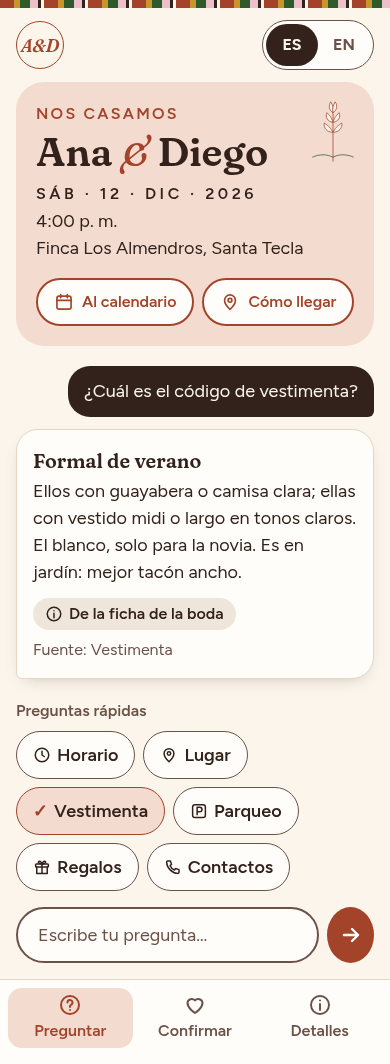 A&D
ES
EN
NOS CASAMOS
Ana & Diego
SÁB · 12 · DIC · 2026
4:00 p. m.
Finca Los Almendros, Santa Tecla
Al calendario
Cómo llegar
¿Cuál es el código de vestimenta?
Formal de verano
Ellos con guayabera o camisa clara; ellas
con vestido midi o largo en tonos claros.
El blanco, solo para la novia. Es en
jardín: mejor tacón ancho.
De la ficha de la boda
Fuente: Vestimenta
Preguntas rápidas
Horario
Lugar
✓ Vestimenta
Parqueo
Regalos
Contactos
Escribe tu pregunta...
Preguntar
Confirmar
Detalles